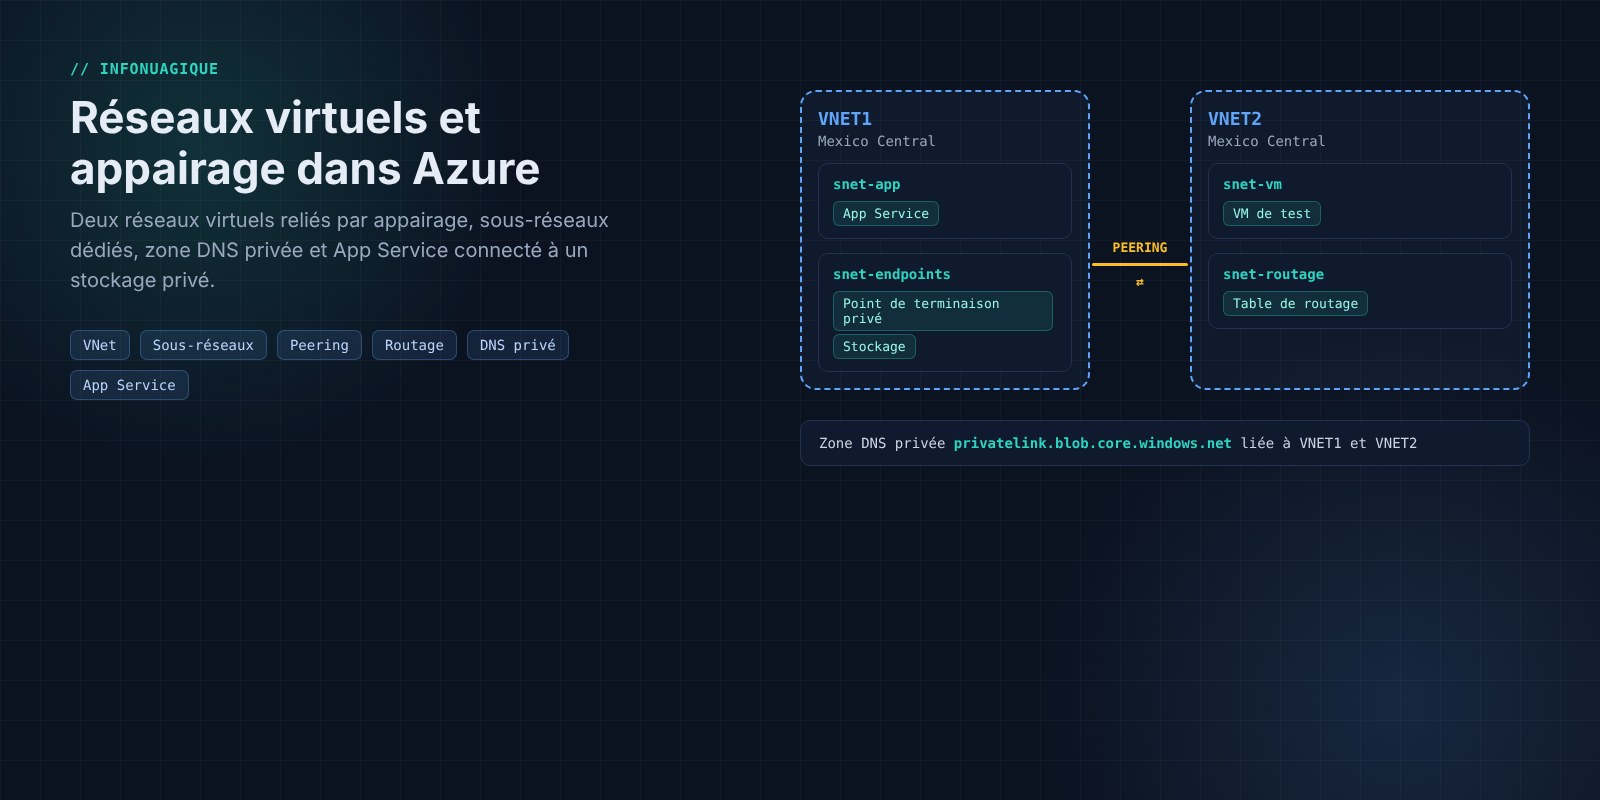 // INFONUAGIQUE
Réseaux virtuels et
appairage dans Azure
Deux réseaux virtuels reliés par appairage, sous-réseaux
dédiés, zone DNS privée et App Service connecté à un
stockage privé.
VNet
Sous-réseaux
Peering
Routage
DNS privé
App Service
VNET1
Mexico Central
snet-app
App Service
snet-endpoints
Point de terminaison
privé
Stockage
PEERING
⇄
VNET2
Mexico Central
snet-vm
VM de test
snet-routage
Table de routage
Zone DNS privée privatelink.blob.core.windows.net liée à VNET1 et VNET2